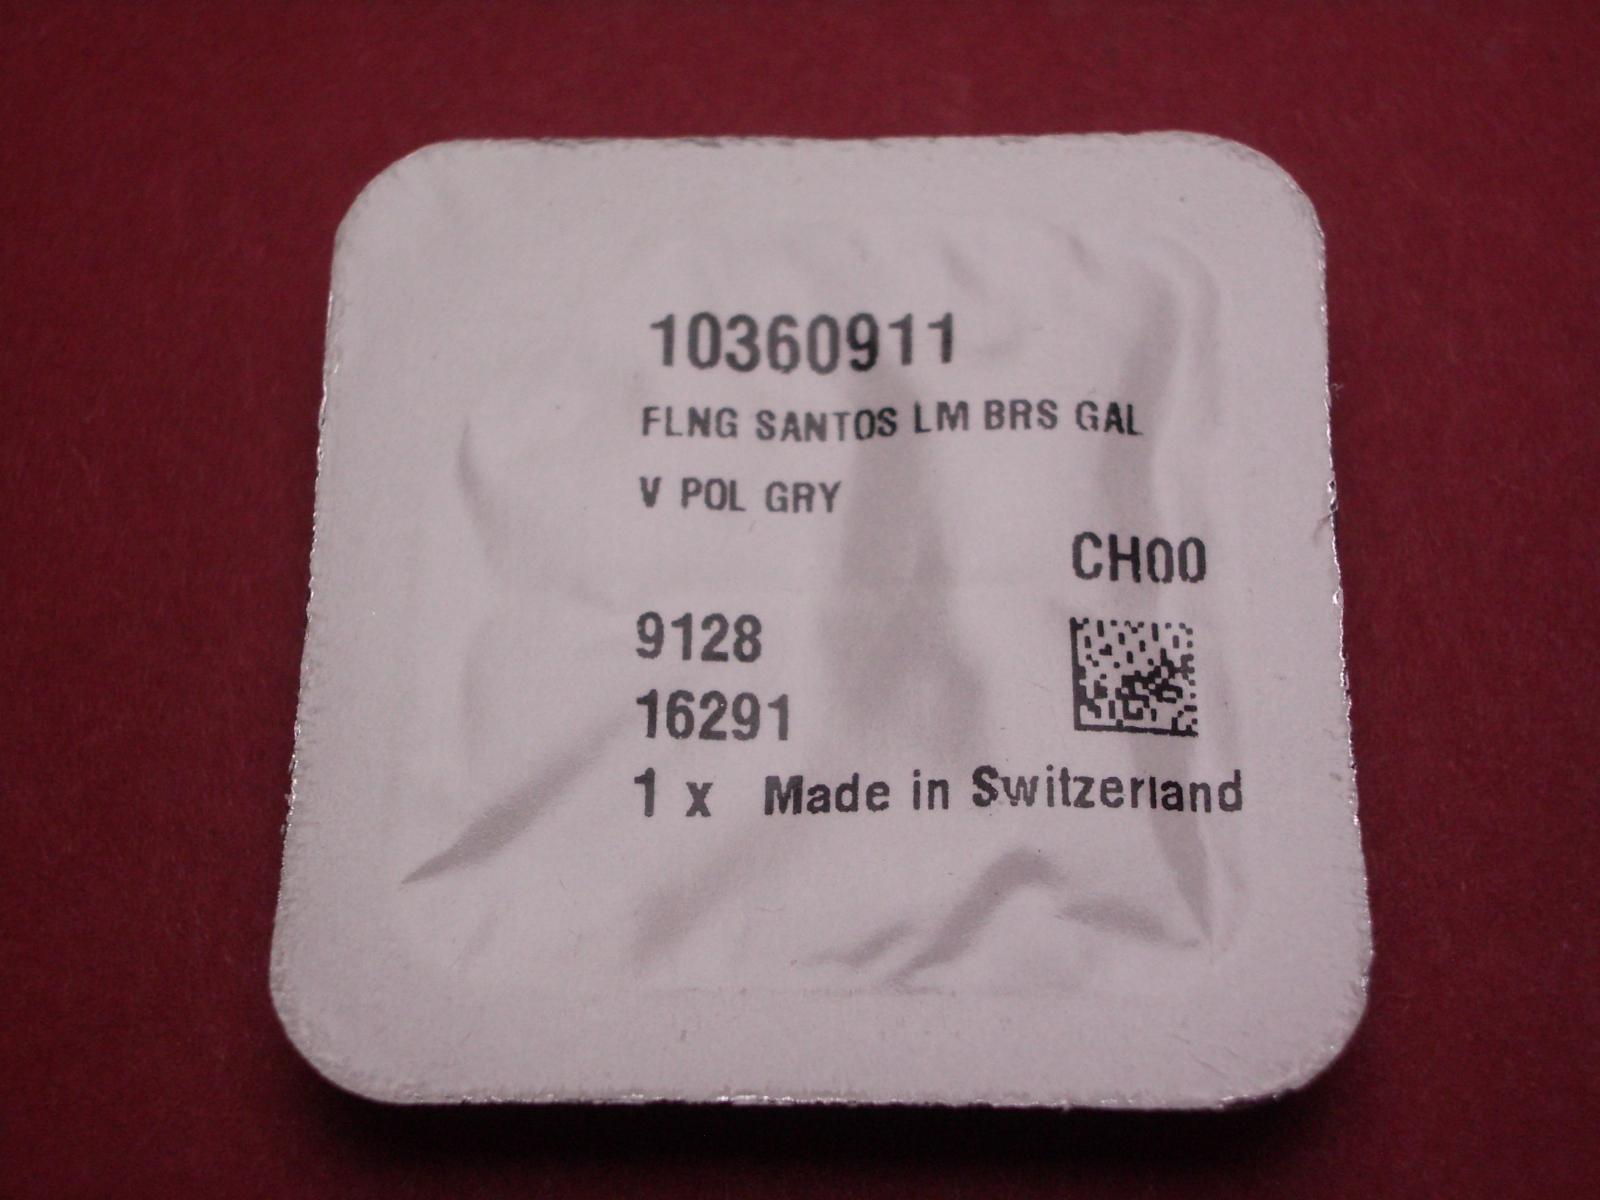 10360911
FLNG SANTOS LM BRS GAL
V POL GRY
CH00
9128
16291
1 x Made in Switzerland